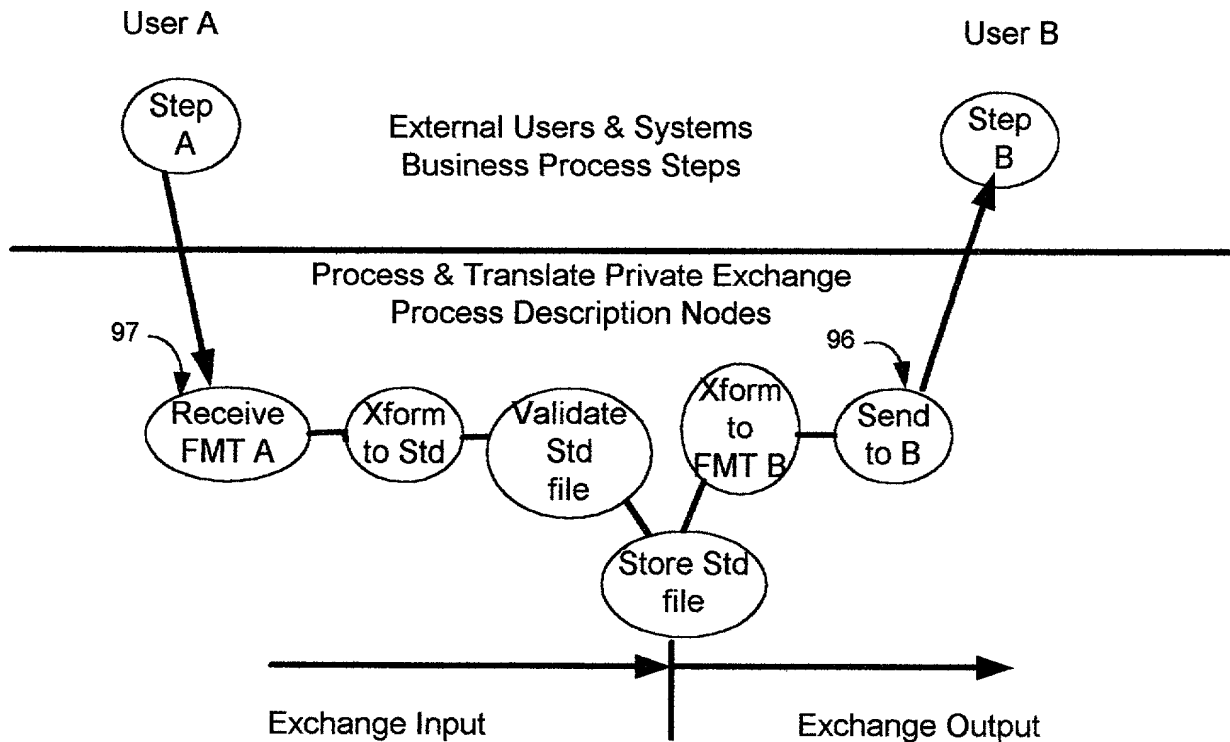 User A
User B
Step
A
External Users & Systems
Business Process Steps
Step
B
Process & Translate Private Exchange
Process Description Nodes
97
96
Receive
FMT A
Xform
to Std
Validate
Std
file
Xform
to
FMT B
Send
to B
Store Std
file
Exchange Input
Exchange Output